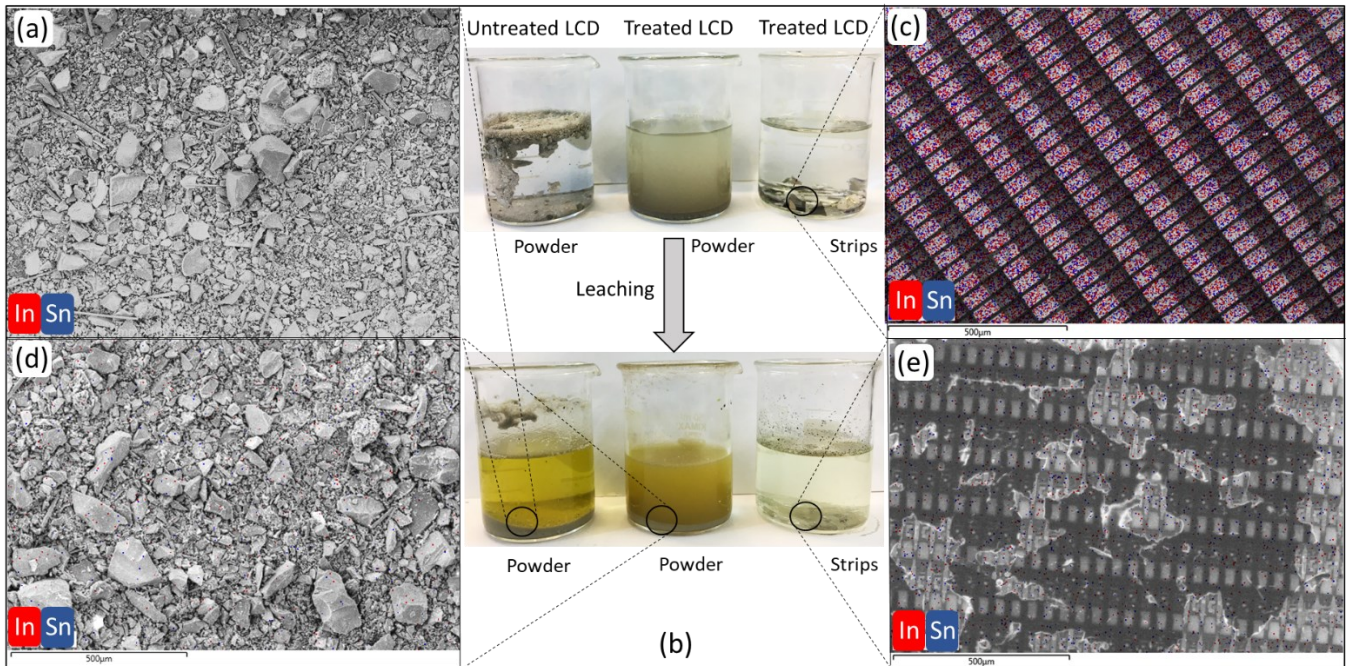 (a)
Untreated LCD Treated LCD Treated LCD
(c)
Powder Powder Strips
Leaching
In Sn
In Sn
500µm
(d)
(e)
Powder Powder Strips
In Sn
500µm
(b)
In Sn
500µm